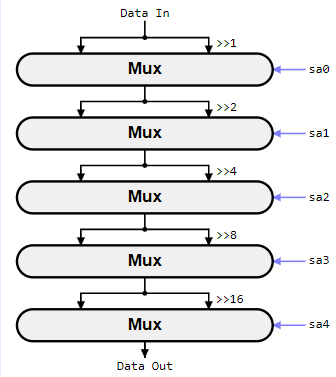 Data In
>>1
Mux
sa0
>>2
Mux
sa1
>>4
Mux
sa2
>>8
Mux
sa3
>>16
Mux
sa4
Data Out